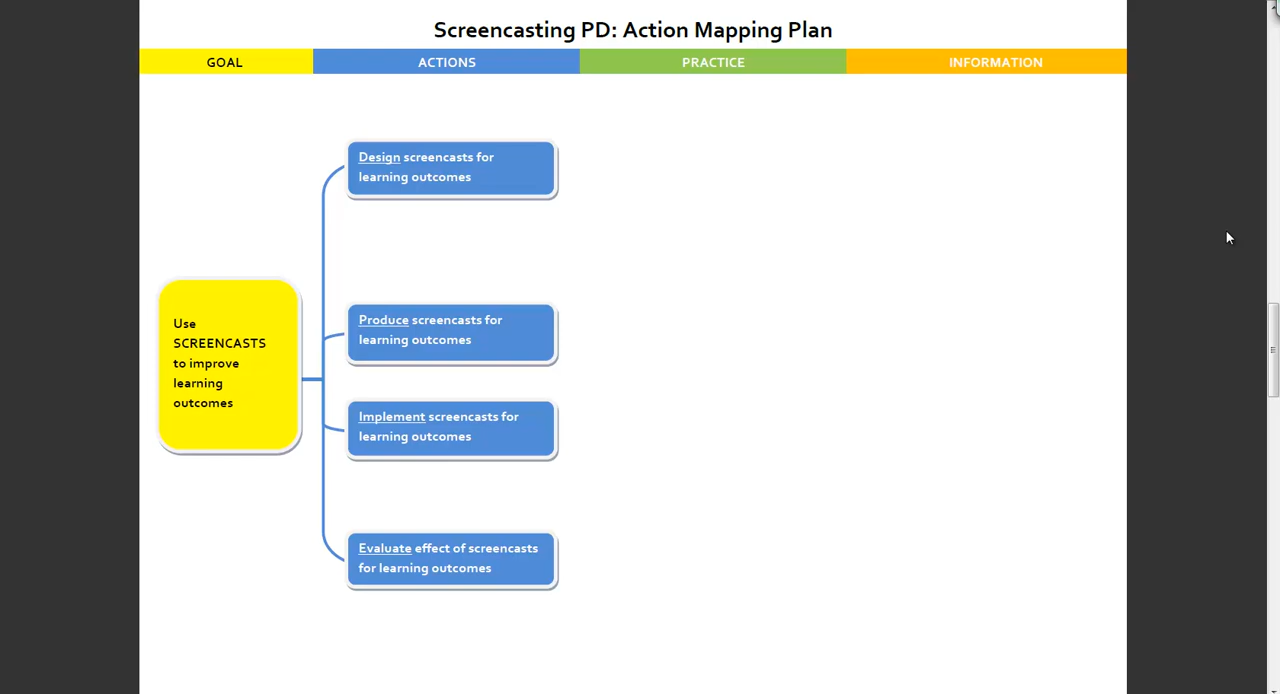 Screencasting PD: Action Mapping Plan
GOAL
ACTIONS
PRACTICE
INFORMATION
Design screencasts for
learning outcomes
Use
SCREENCASTS
to improve
learning
outcomes
Produce screencasts for
learning outcomes
Implement screencasts for
learning outcomes
Evaluate effect of screencasts
for learning outcomes